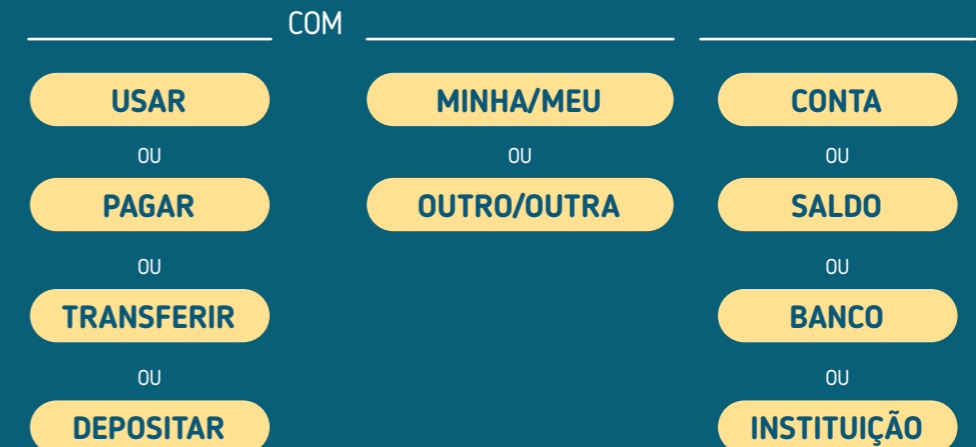 COM
USAR MINHA/MEU CONTA
OU OU OU
PAGAR OUTRO/OUTRA SALDO
OU OU
TRANSFERIR BANCO
OU OU
DEPOSITAR INSTITUIÇÃO